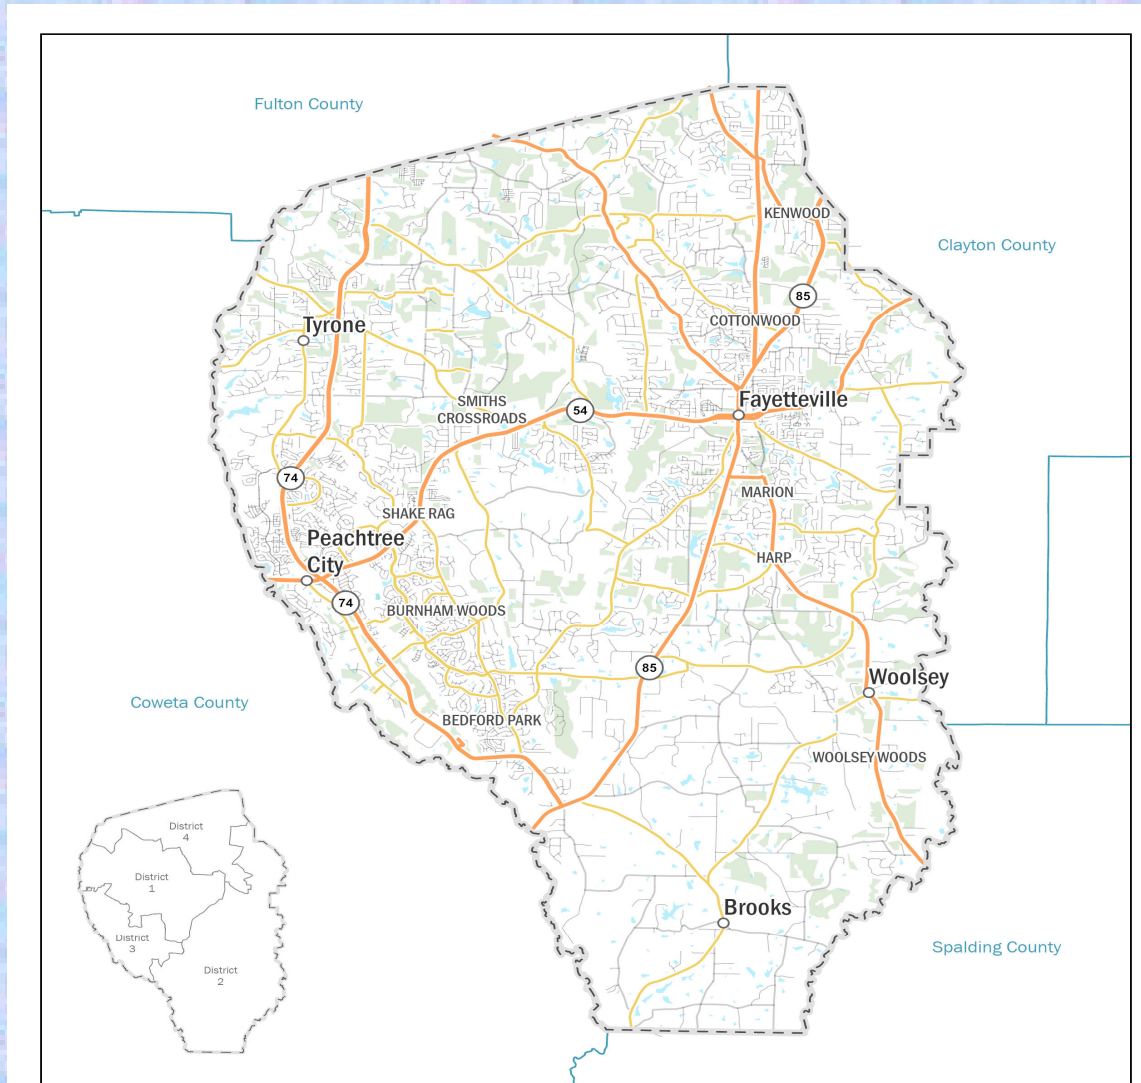 Fulton County
KENWOOD
Clayton County
85
COTTONWOOD
Tyrone
Fayetteville
SMITHS
CROSSROADS
54
74
MARION
SHAKE RAG
Peachtree
City
HARP
74
BURNHAM WOODS
85
Woolsey
Coweta County
BEDFORD PARK
WOOLSEY WOODS
District
4
District
1
District
3
District
2
Brooks
Spalding County